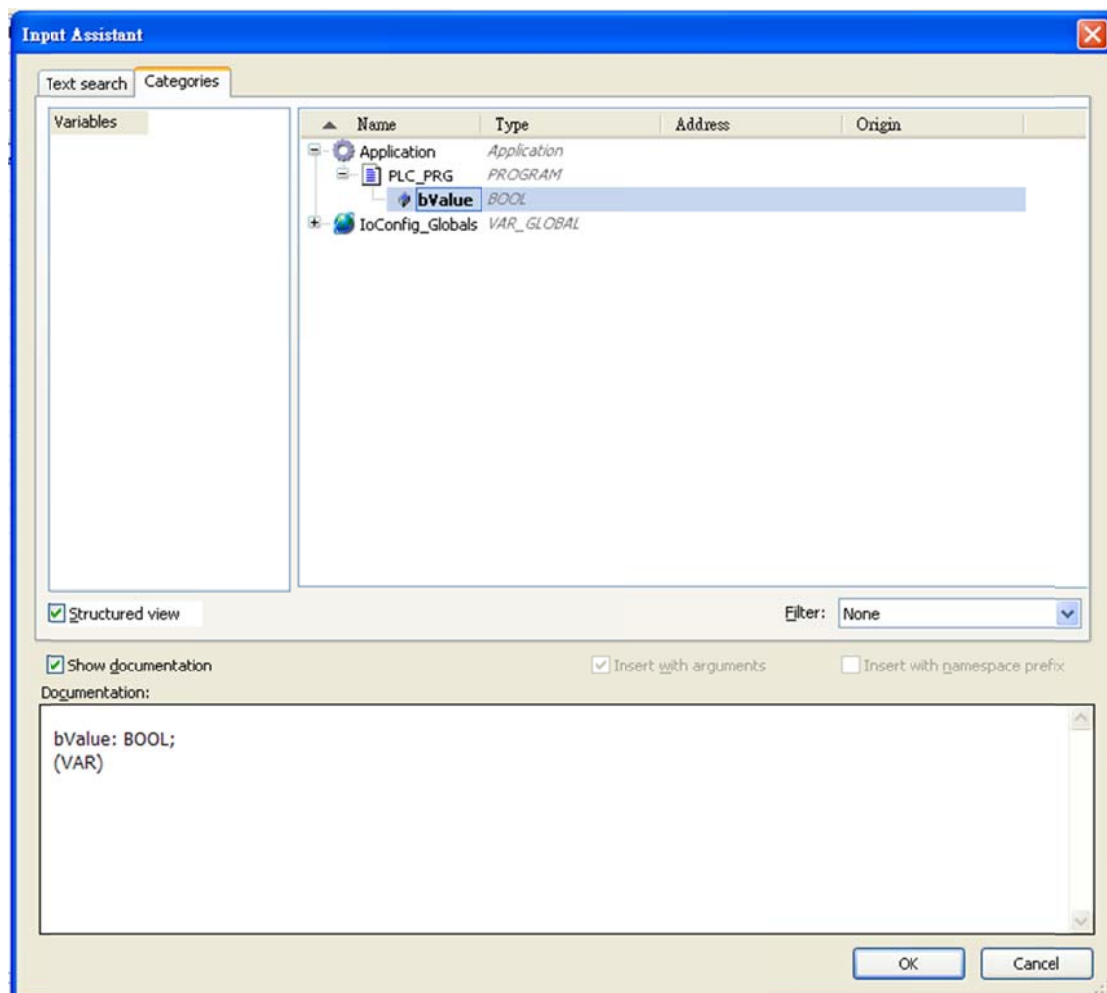 Input Assistant
Text search Categories
Variables
Name Type Address Origin
Application Application
PLC_PRG PROGRAM
bValue BOOL
IoConfig_Globals VAR_GLOBAL
Structured view Filter: None
Show documentation Insert with arguments Insert with namespace prefix
Documentation:
bValue: BOOL;
(VAR)
OK Cancel